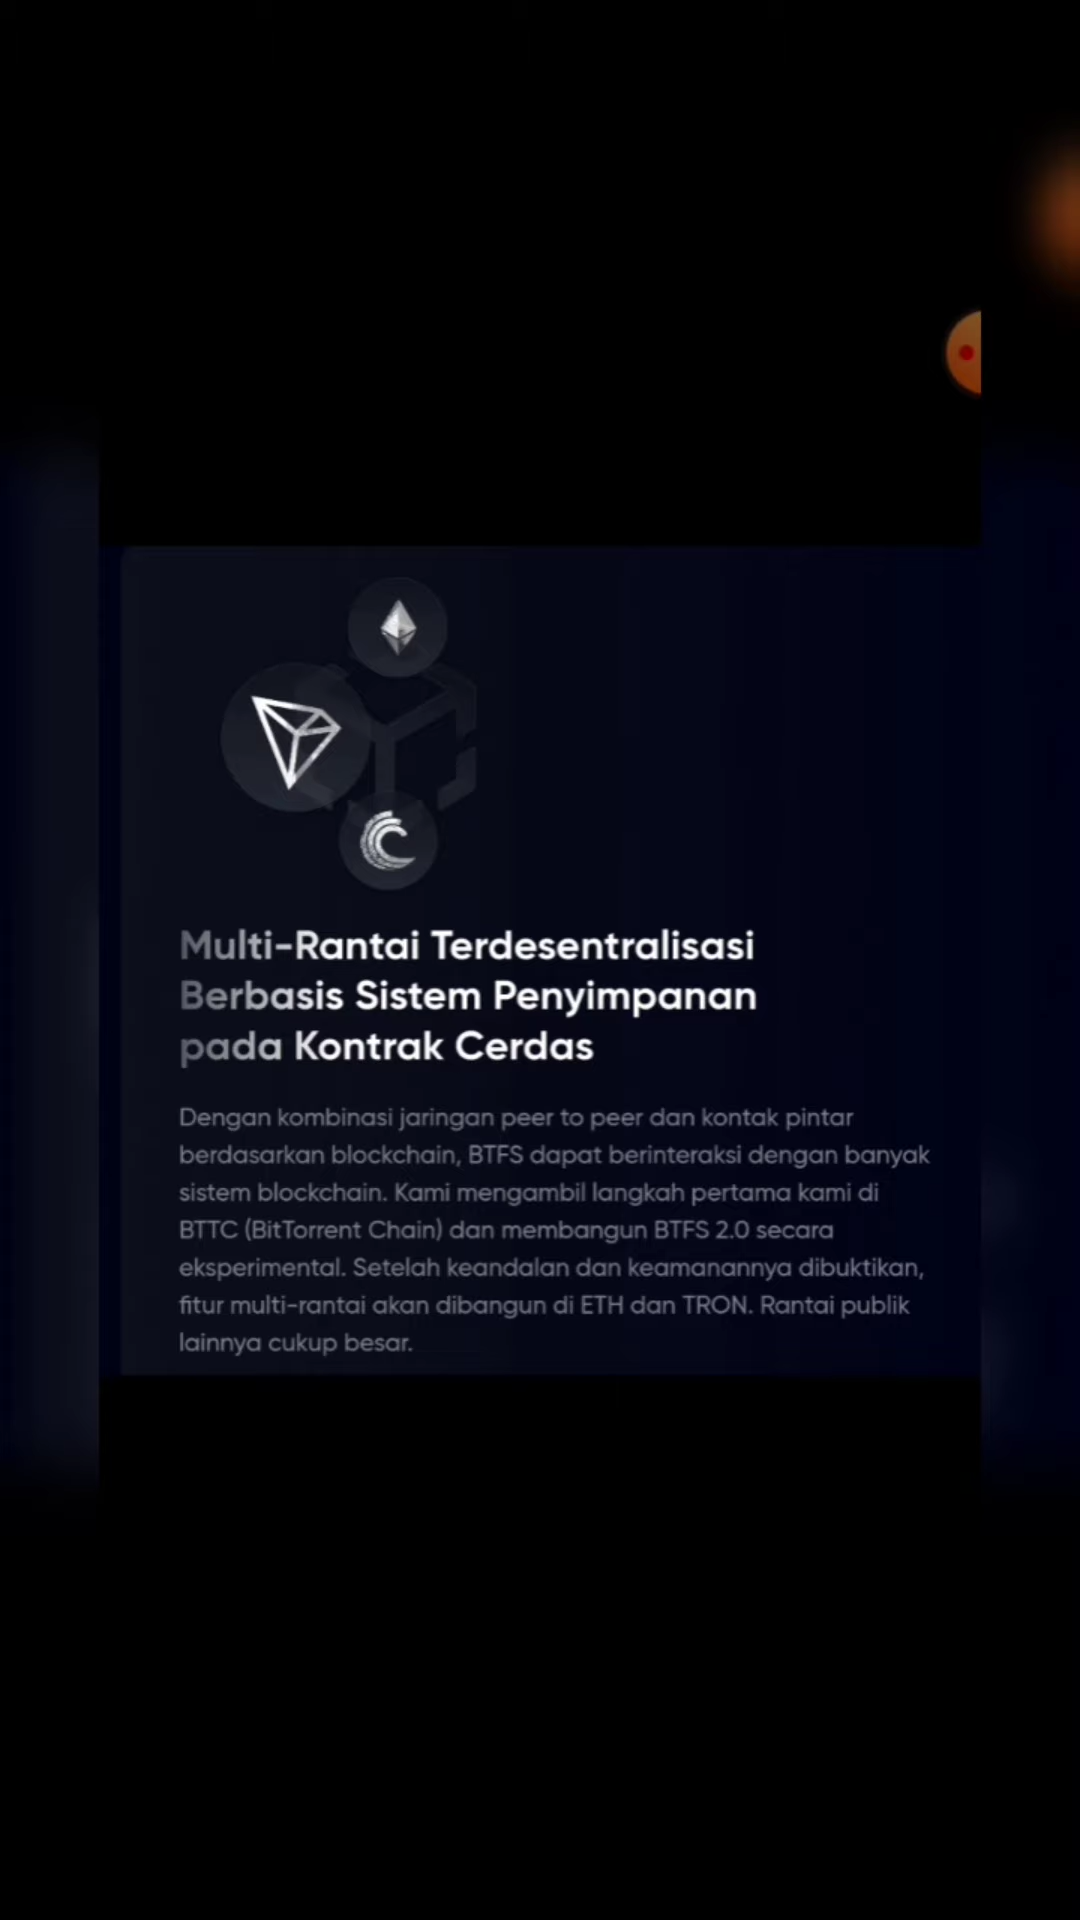 Multi-Rantai Terdesentralisasi
Berbasis Sistem Penyimpanan
pada Kontrak Cerdas
Dengan kombinasi jaringan peer to peer dan kontak pintar
berdasarkan blockchain, BTFS dapat berinteraksi dengan banyak
sistem blockchain. Kami mengambil langkah pertama kami di
BTTC (BitTorrent Chain) dan membangun BTFS 2.0 secara
eksperimental. Setelah keandalan dan keamanannya dibuktikan,
fitur multi-rantai akan dibangun di ETH dan TRON. Rantai publik
lainnya cukup besar.